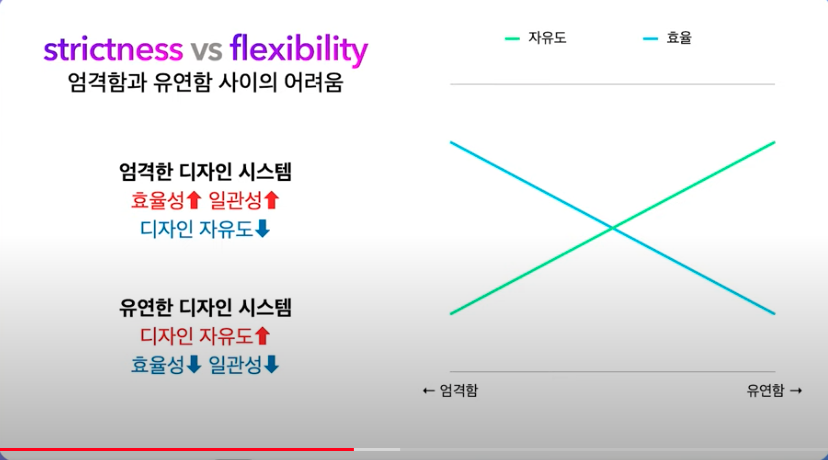 strictness vs flexibility
엄격함과 유연함 사이의 어려움
엄격한 디자인 시스템
효율성⬆ 일관성⬆
디자인 자유도⬇
유연한 디자인 시스템
디자인 자유도⬆
효율성⬇ 일관성⬇
자유도 효율
← 엄격함 유연함 →